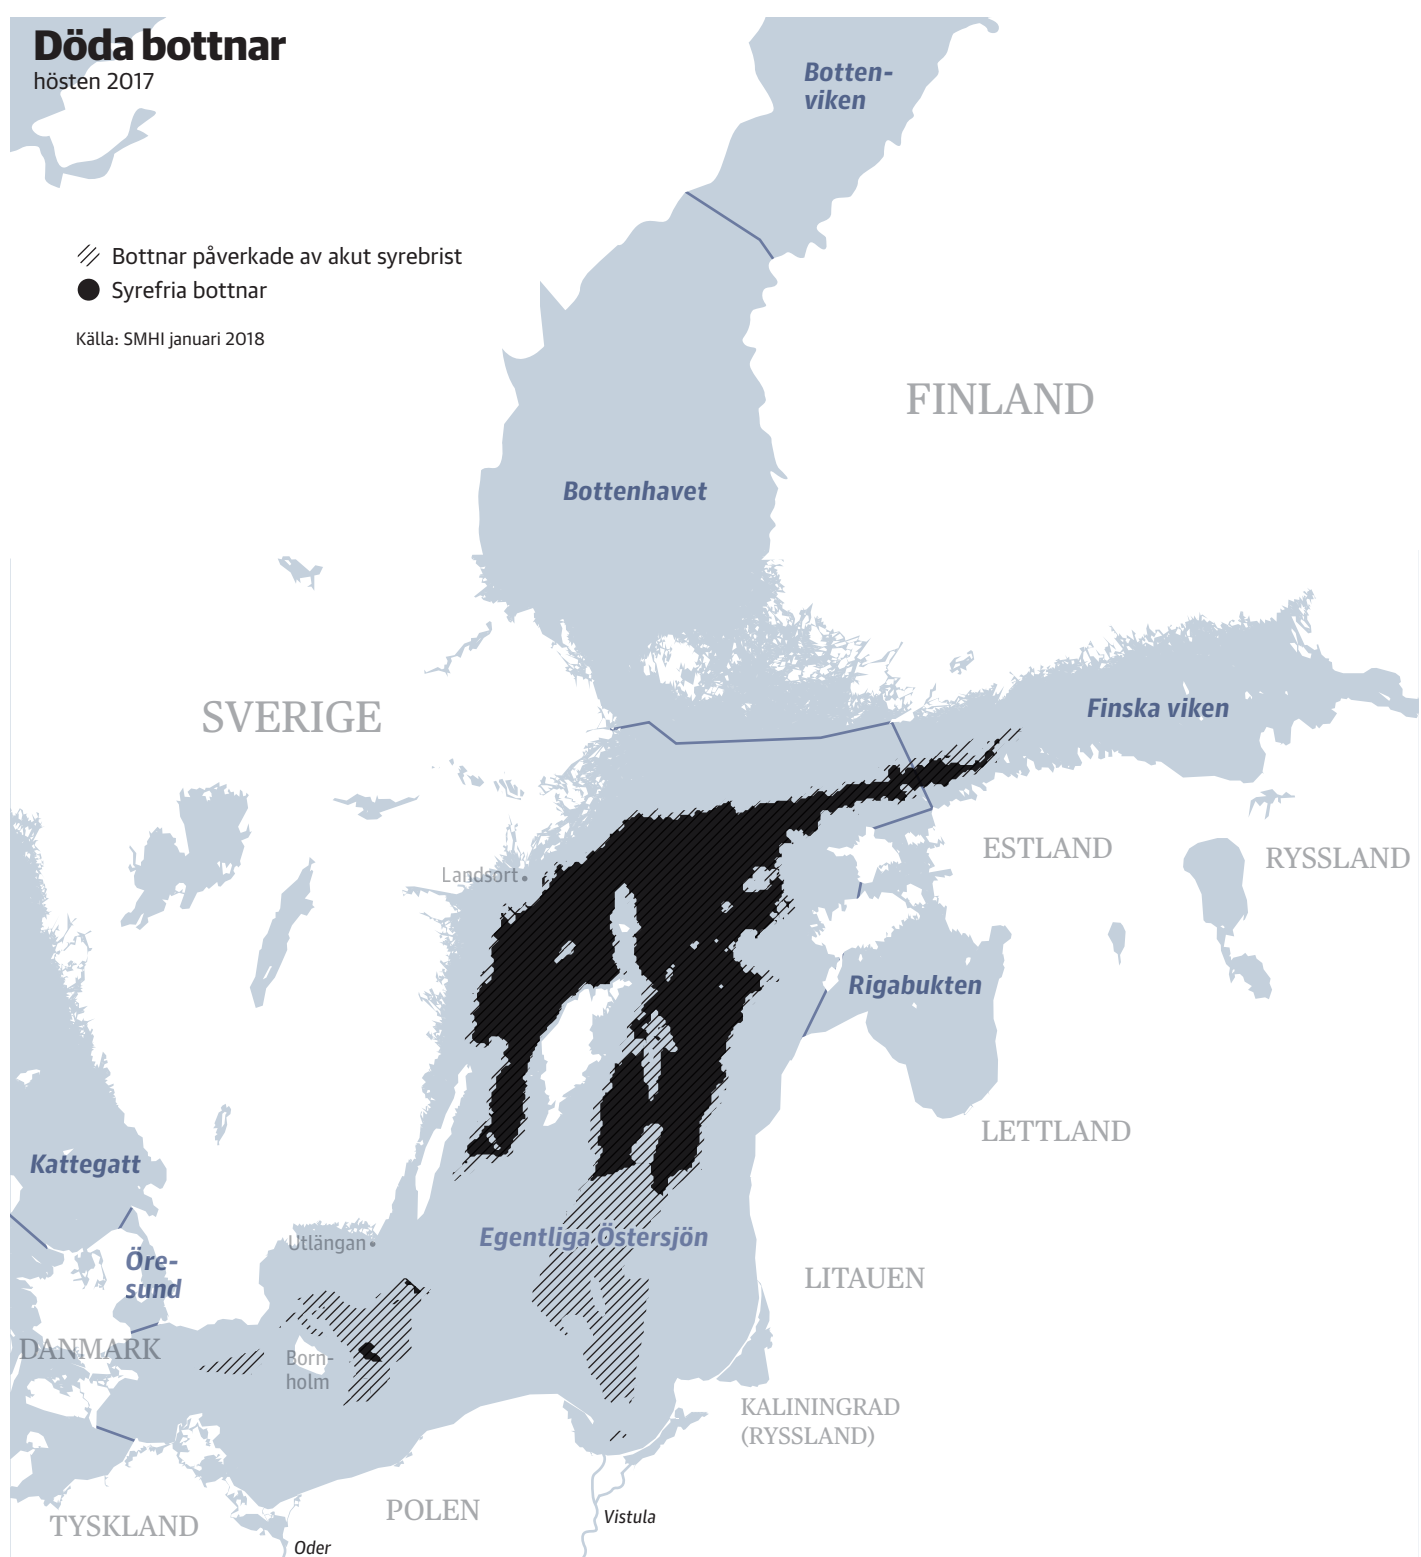 Döda bottnar
hösten 2017
Botten-
viken
Bottnar påverkade av akut syrebrist
Syrefria bottnar
Källa: SMHI januari 2018
FINLAND
Bottenhavet
SVERIGE
Finska viken
ESTLAND
RYSSLAND
Landsort
Rigabukten
LETTLAND
Kattegatt
Utlängan
Egentliga Östersjön
Öre-
sund
LITAUEN
DANMARK
Born-
holm
KALININGRAD
(RYSSLAND)
POLEN
Vistula
TYSKLAND
Oder